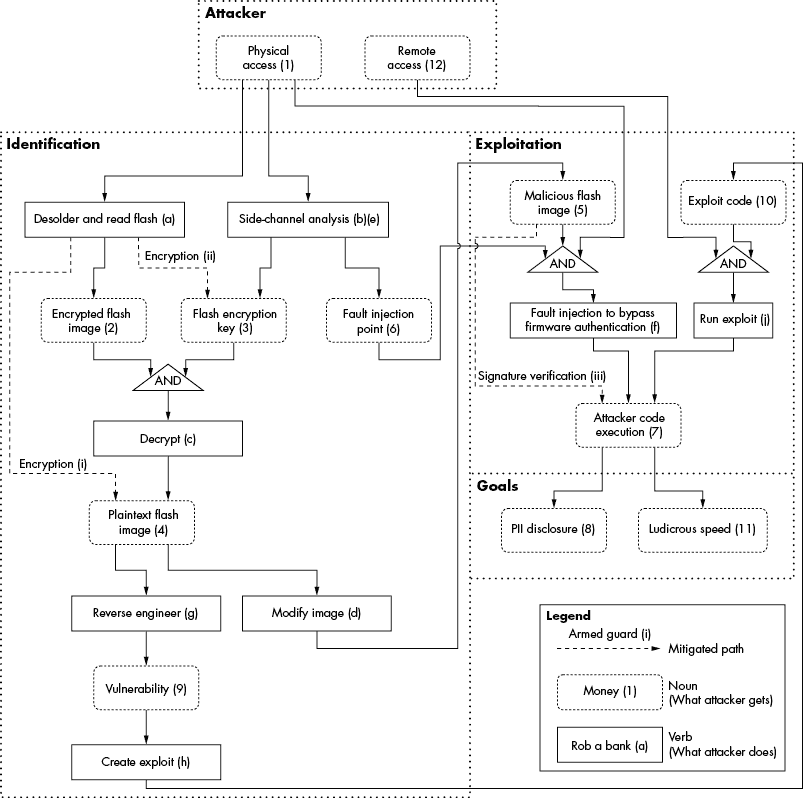 Attacker
Physical
access (1)
Remote
access (12)
Identification
Exploitation
Desolder and read flash (a)
Side-channel analysis (b)(e)
Malicious flash
image (5)
Exploit code (10)
Encryption (ii)
AND
AND
Encrypted flash
image (2)
Flash encryption
key (3)
Fault injection
point (6)
Fault injection to bypass
firmware authentication (f)
Run exploit (j)
AND
Signature verification (iii)
Attacker code
execution (7)
Decrypt (c)
Encryption (i)
Goals
Plaintext flash
image (4)
PII disclosure (8)
Ludicrous speed (11)
Reverse engineer (g)
Modify image (d)
Legend
Armed guard (i)
Mitigated path
Vulnerability (9)
Money (1)
Noun
(What attacker gets)
Create exploit (h)
Rob a bank (a)
Verb
(What attacker does)